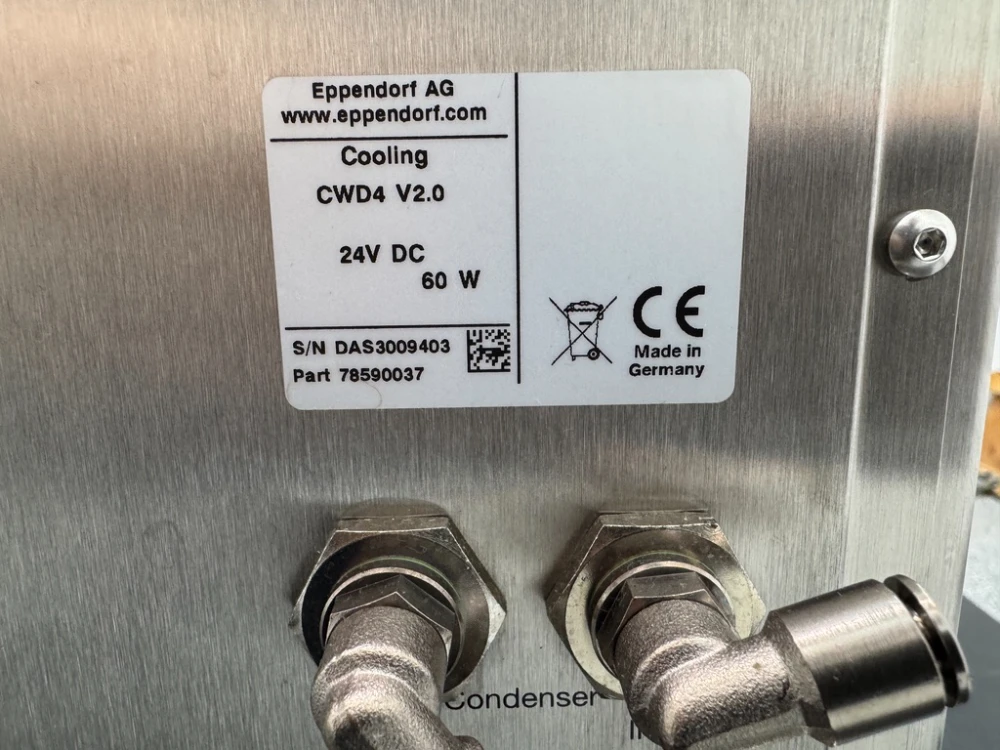 Eppendorf AG
www.eppendorf.com
Cooling
CWD4 V2.0
24V DC
60 W
S/N DAS3009403
Part 78590037
CE
Made in
Germany
Condenser